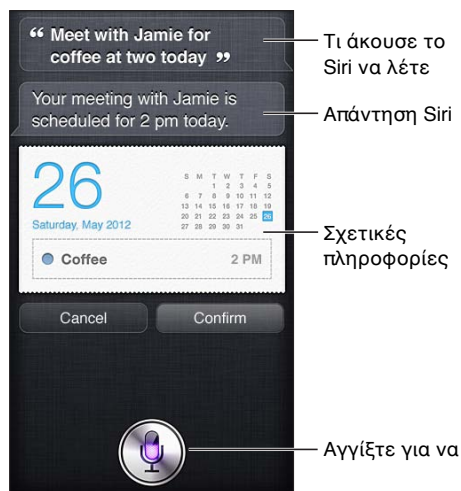 “ Meet with Jamie for
coffee at two today ”
Τι άκουσε το
Siri να λέτε
Your meeting with Jamie is
scheduled for 2 pm today.
Απάντηση Siri
26
Saturday, May 2012
S M T W T F S
1 2 3 4 5
6 7 8 9 10 11 12
13 14 15 16 17 18 19
20 21 22 23 24 25 26
27 28 29 30 31
Coffee 2 PM
Σχετικές
πληροφορίες
Cancel Confirm
Αγγίξτε για να